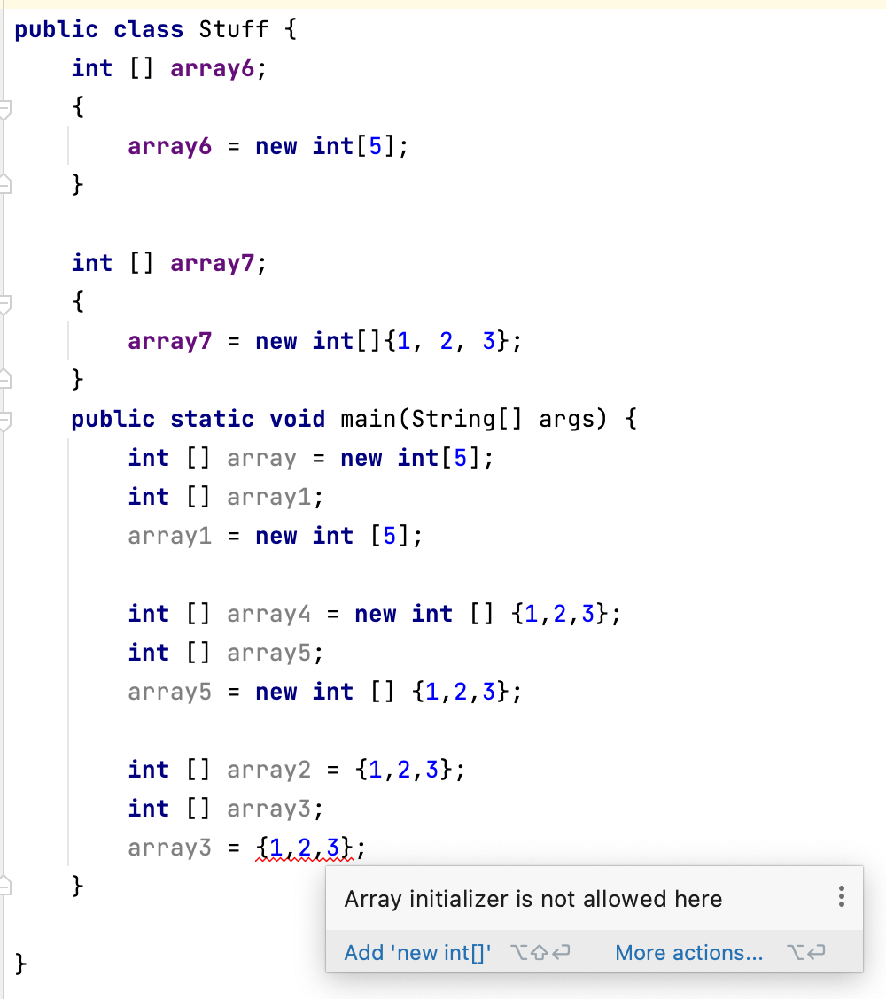 public class Stuff {
    int [] array6;
    {
        array6 = new int[5];
    }
    int [] array7;
    {
        array7 = new int[]{1, 2, 3};
    }
    public static void main(String[] args) {
        int [] array = new int[5];
        int [] array1;
        array1 = new int [5];
        int [] array4 = new int [] {1,2,3};
        int [] array5;
        array5 = new int [] {1,2,3};
        int [] array2 = {1,2,3};
        int [] array3;
        array3 = {1,2,3};
    }
Array initializer is not allowed here
Add 'new int[]' ⌥⇧⏎ More actions... ⌥⏎
}